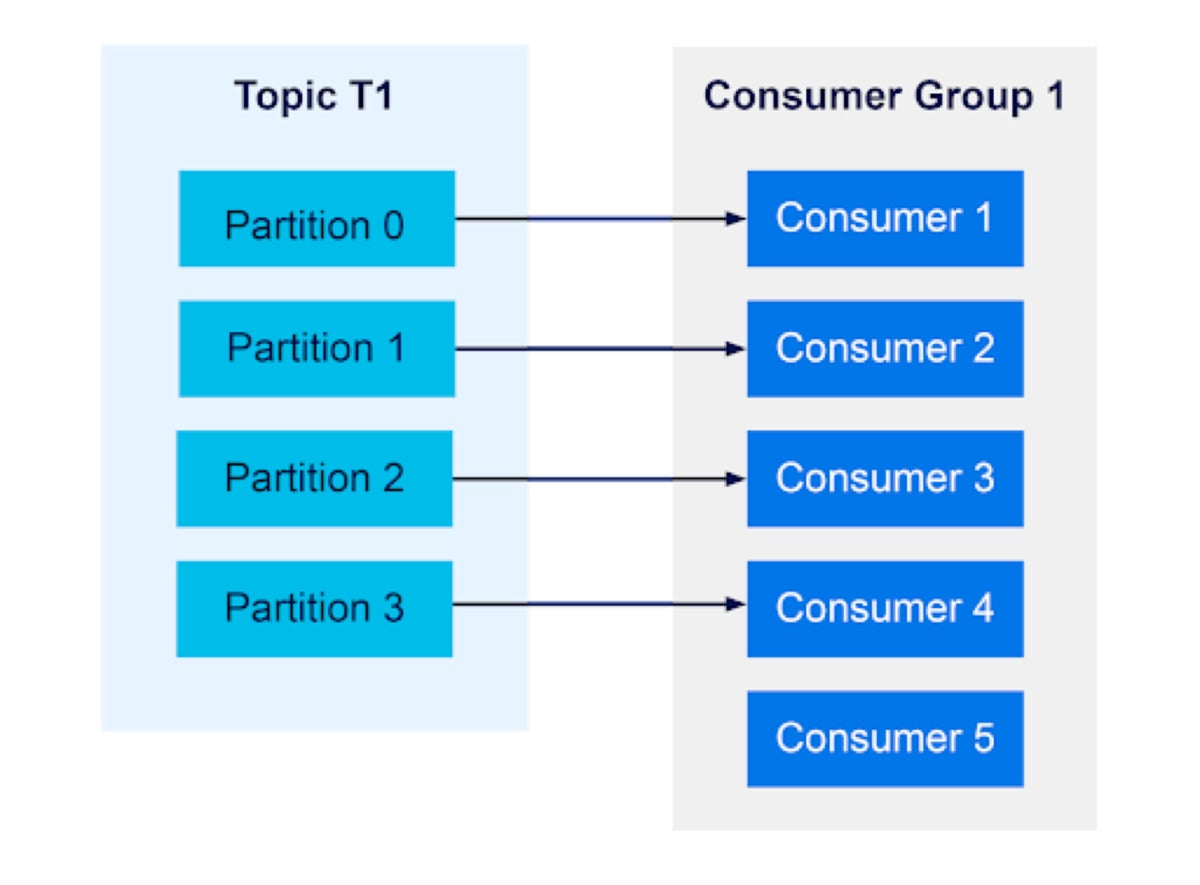 Topic T1
Partition 0
Partition 1
Partition 2
Partition 3
Consumer Group 1
Consumer 1
Consumer 2
Consumer 3
Consumer 4
Consumer 5